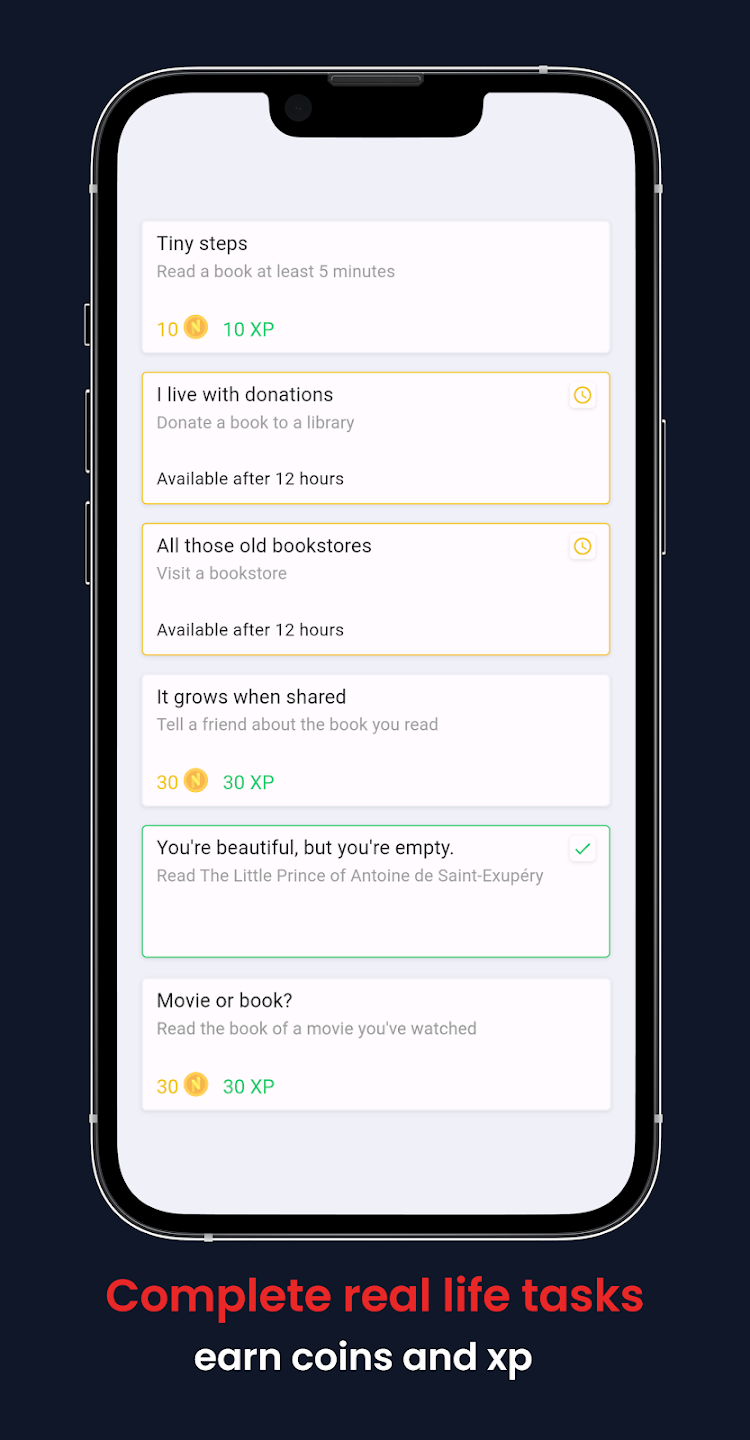 Tiny steps
Read a book at least 5 minutes
10 N 10 XP
I live with donations
Donate a book to a library
Available after 12 hours
All those old bookstores
Visit a bookstore
Available after 12 hours
It grows when shared
Tell a friend about the book you read
30 N 30 XP
You're beautiful, but you're empty.
Read The Little Prince of Antoine de Saint-Exupéry
Movie or book?
Read the book of a movie you've watched
30 N 30 XP
Complete real life tasks
earn coins and xp